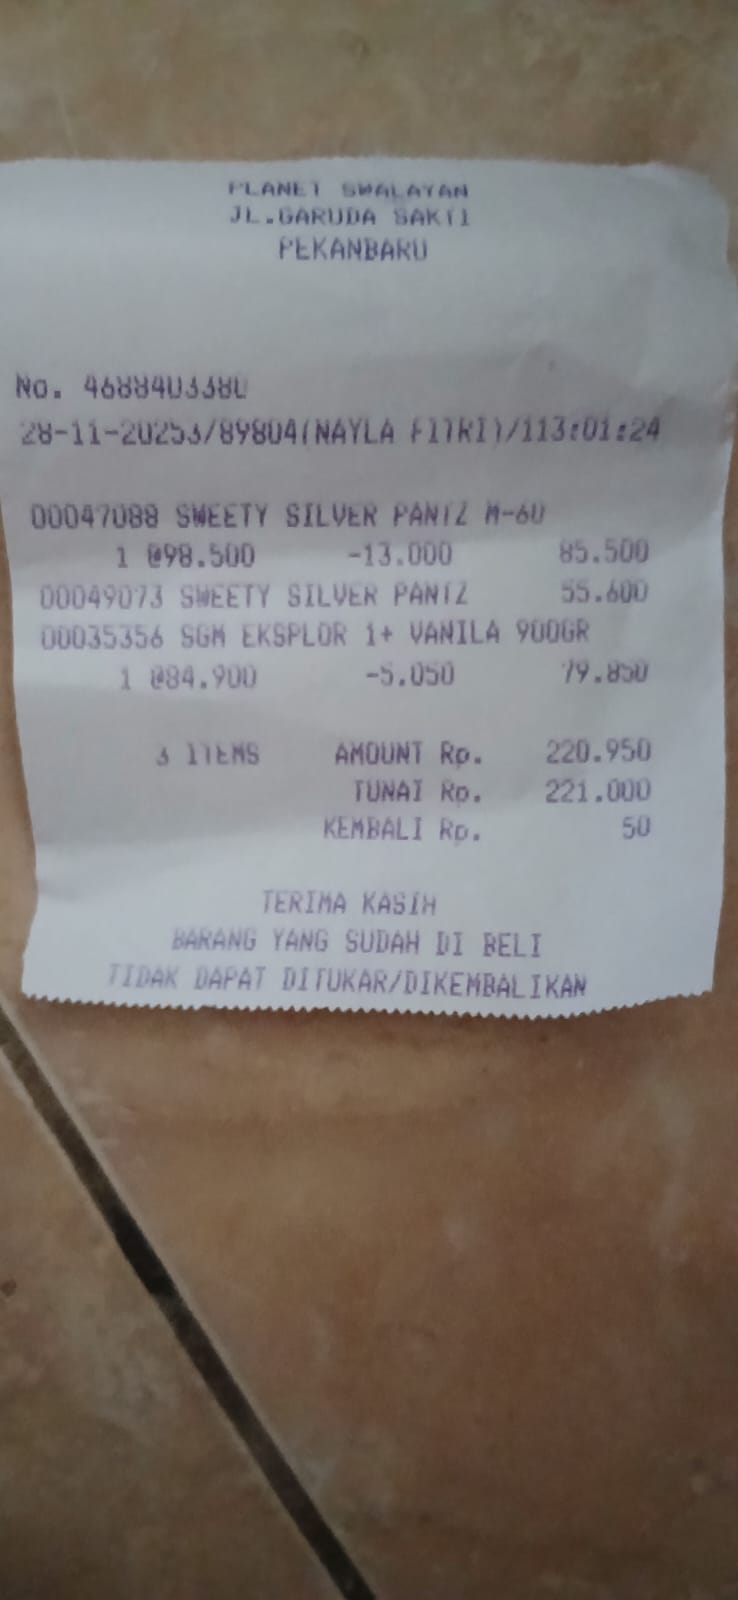 PLANET SWALAYAN
JL.GARUDA SAKTI
PEKANBARU
No. 4688403380
28-11-20253/89804(NAYLA FITRI)/113:01:24
00047088 SWEETY SILVER PANTZ M-60
1 @98.500 -13.000 85.500
00049073 SWEETY SILVER PANTZ 55.600
00035356 SGM EKSPLOR 1+ VANILA 900GR
1 @84.900 -5.050 79.850
3 ITEMS AMOUNT Rp. 220.950
TUNAI Rp. 221.000
KEMBALI Rp. 50
TERIMA KASIH
BARANG YANG SUDAH DI BELI
TIDAK DAPAT DITUKAR/DIKEMBALIKAN